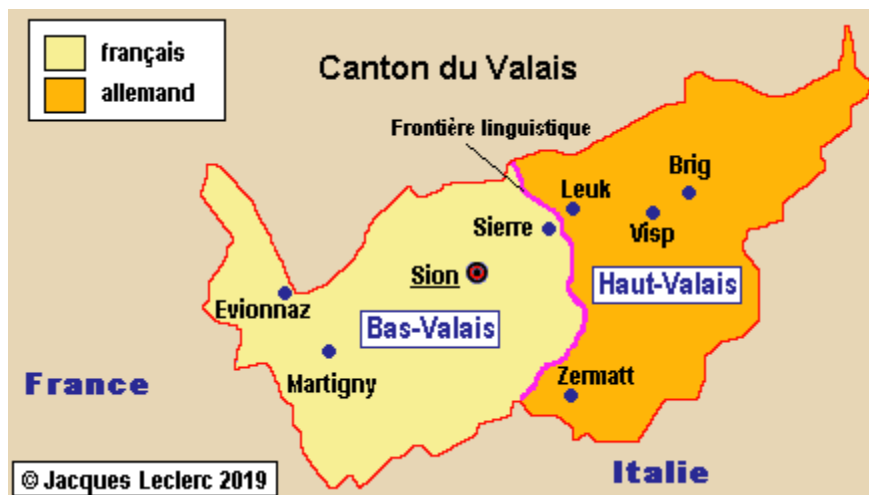 français
allemand
Canton du Valais
Frontière linguistique
Brig
Leuk
Visp
Sierre
Sion
Haut-Valais
Evionnaz
Bas-Valais
Martigny
Zermatt
France
Italie
© Jacques Leclerc 2019